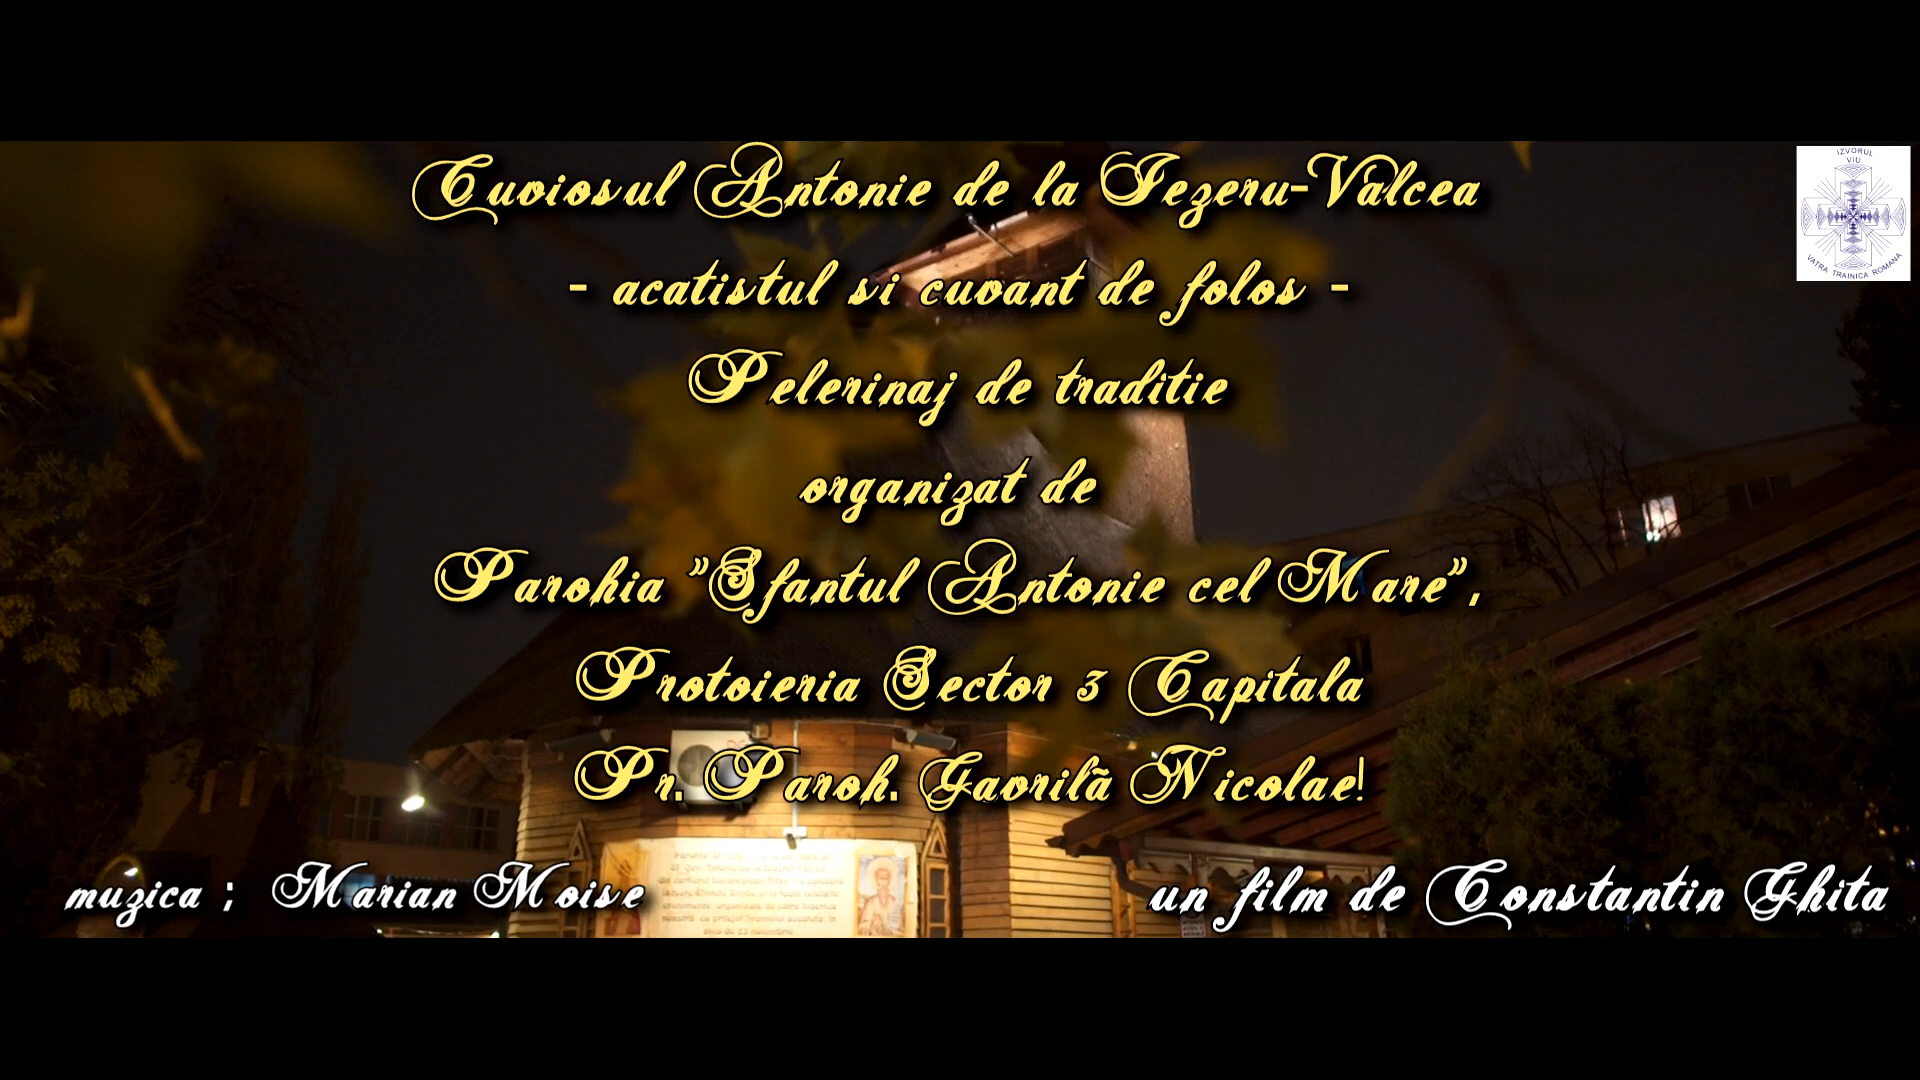 Cuviosul Antonie de la Iezeru-Valcea
- acatistul si cuvant de folos -
Pelerinaj de traditie
organizat de
Parohia "Sfantul Antonie cel Mare",
Protoieria Sector 3 Capitala
Pr. Paroh. Gavrilă Nicolae!
muzica ; Marian Moise
un film de Constantin Ghita
IZVORUL
VIU
VATRA TRAINICA ROMANA